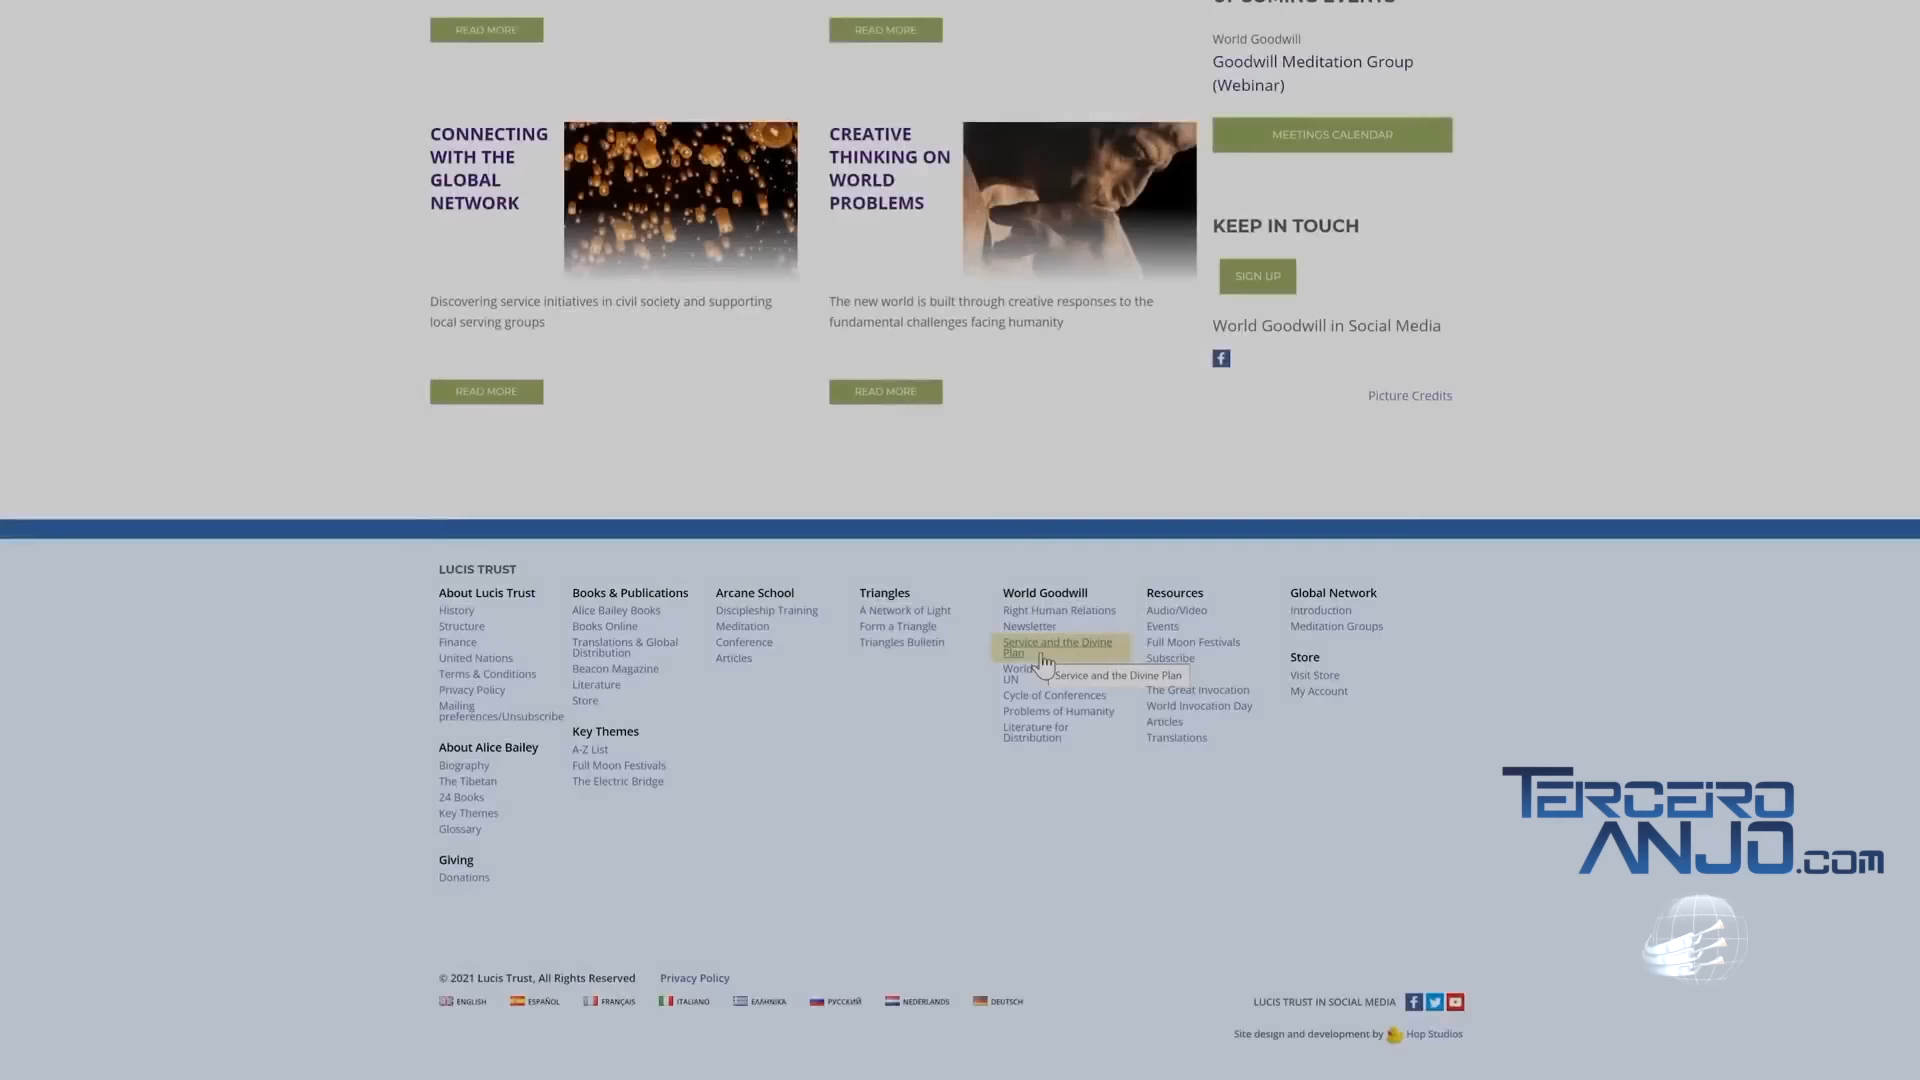 UPCOMING EVENTS
READ MORE
READ MORE
World Goodwill
Goodwill Meditation Group
(Webinar)
MEETINGS CALENDAR
CONNECTING
WITH THE
GLOBAL
NETWORK
CREATIVE
THINKING ON
WORLD
PROBLEMS
Discovering service initiatives in civil society and supporting
local serving groups
The new world is built through creative responses to the
fundamental challenges facing humanity
READ MORE
READ MORE
KEEP IN TOUCH
SIGN UP
World Goodwill in Social Media
Picture Credits
LUCIS TRUST
About Lucis Trust
History
Structure
Finance
United Nations
Terms & Conditions
Privacy Policy
Mailing
preferences/Unsubscribe
About Alice Bailey
Biography
The Tibetan
24 Books
Key Themes
Glossary
Giving
Donations
Books & Publications
Alice Bailey Books
Books Online
Translations & Global
Distribution
Beacon Magazine
Literature
Store
Key Themes
A-Z List
Full Moon Festivals
The Electric Bridge
Arcane School
Discipleship Training
Meditation
Conference
Articles
Triangles
A Network of Light
Form a Triangle
Triangles Bulletin
World Goodwill
Right Human Relations
Newsletter
Service and the Divine
Plan
World
UN
Service and the Divine Plan
Cycle of Conferences
Problems of Humanity
Literature for
Distribution
Resources
Audio/Video
Events
Full Moon Festivals
Subscribe
The Great Invocation
World Invocation Day
Articles
Translations
Global Network
Introduction
Meditation Groups
Store
Visit Store
My Account
TERCEIRO
ANJO.COM
© 2021 Lucis Trust, All Rights Reserved Privacy Policy
ENGLISH ESPAÑOL FRANÇAIS ITALIANO ΕΛΛΗΝΙΚΑ РУССКИЙ NEDERLANDS DEUTSCH
LUCIS TRUST IN SOCIAL MEDIA
Site design and development by Hop Studios